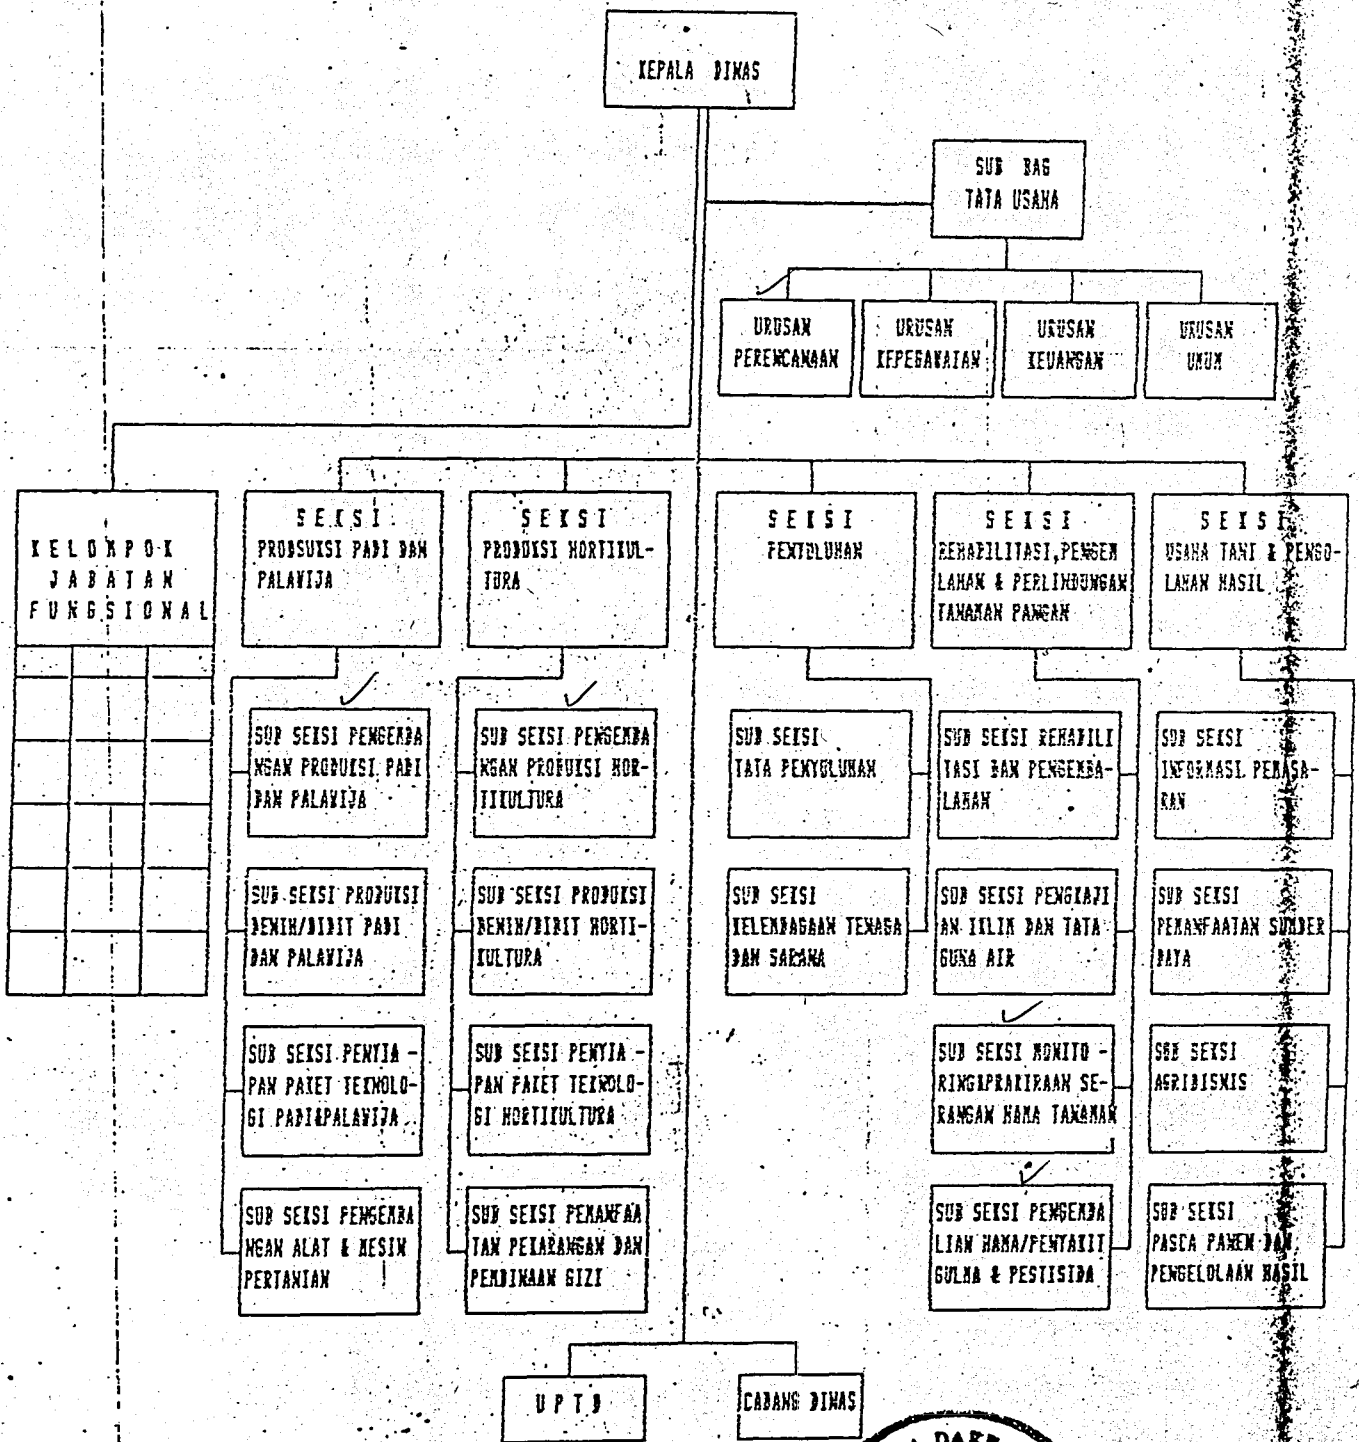 KEPALA DINAS
SUB BAG
TATA USAHA
URUSAN
PERENCANAAN
URUSAN
KEPEGAWAIAN
URUSAN
KEUANGAN
URUSAN
UMUM
KELOMPOK
JABATAN
FUNGSIONAL
SEKSI
PRODSUKSI PADI DAN
PALAWIJA
SEKSI
PRODUKSI HORTIKUL-
TURA
SEKSI
PENYULUHAN
SEKSI
REHABILITASI, PENGEM
LAHAN & PERLINDUNGAN
TANAMAN PANGAN
SEKSI
USAHA TANI & PENGO-
LAHAN HASIL
SUB SEKSI PENGEMBA
NGAN PRODUKSI PADI
DAN PALAWIJA
SUB SEKSI PENGEMBA
NGAN PRODUKSI HOR-
TIKULTURA
SUB SEKSI
TATA PENYULUHAN
SUB SEKSI REHABILI
TASI DAN PENGEMBA-
LAHAN
SUB SEKSI
INFORMASI PEMASA-
RAN
SUB SEKSI PRODUKSI
BENIH/BIBIT PADI
DAN PALAWIJA
SUB SEKSI PRODUKSI
BENIH/BIBIT HORTI-
KULTURA
SUB SEKSI
KELEMBAGAAN TENAGA
DAN SARANA
SUB SEKSI PENGKAJI
AN IKLIM DAN TATA
GUNA AIR
SUB SEKSI
PEMANFAATAN SUMBER
DAYA
SUB SEKSI PENYIA -
PAN PAKET TEKNOLO-
GI PADI&PALAWIJA
SUB SEKSI PENYIA -
PAN PAKET TEKNOLO-
GI HORTIKULTURA
SUB SEKSI MONITO -
RING&PRAKIRAAN SE-
RANGAN HAMA TANAMAN
SUB SEKSI
AGRIBISNIS
SUB SEKSI PENGEMBA
NGAN ALAT & MESIN
PERTANIAN
SUB SEKSI PEMANFAA
TAN PEKARANGAN DAN
PEMBINAAN GIZI
SUB SEKSI PENGENDA
LIAN HAMA/PENYAKIT
GULMA & PESTISIDA
SUB SEKSI
PASCA PANEN DAN
PENGELOLAAN HASIL
UPTD
CABANG DINAS